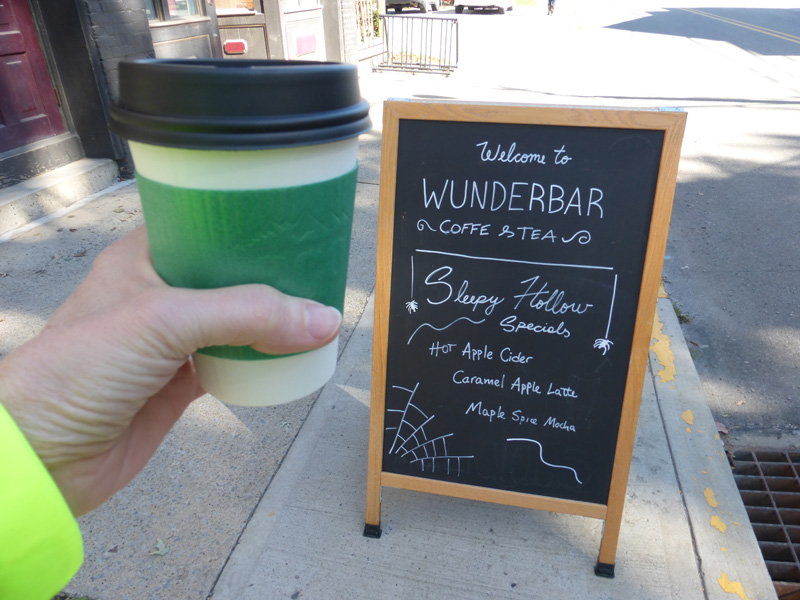 Welcome to
WUNDERBAR
COFFE & TEA
Sleepy Hollow
Specials
Hot Apple Cider
Caramel Apple Latte
Maple Spice Mocha